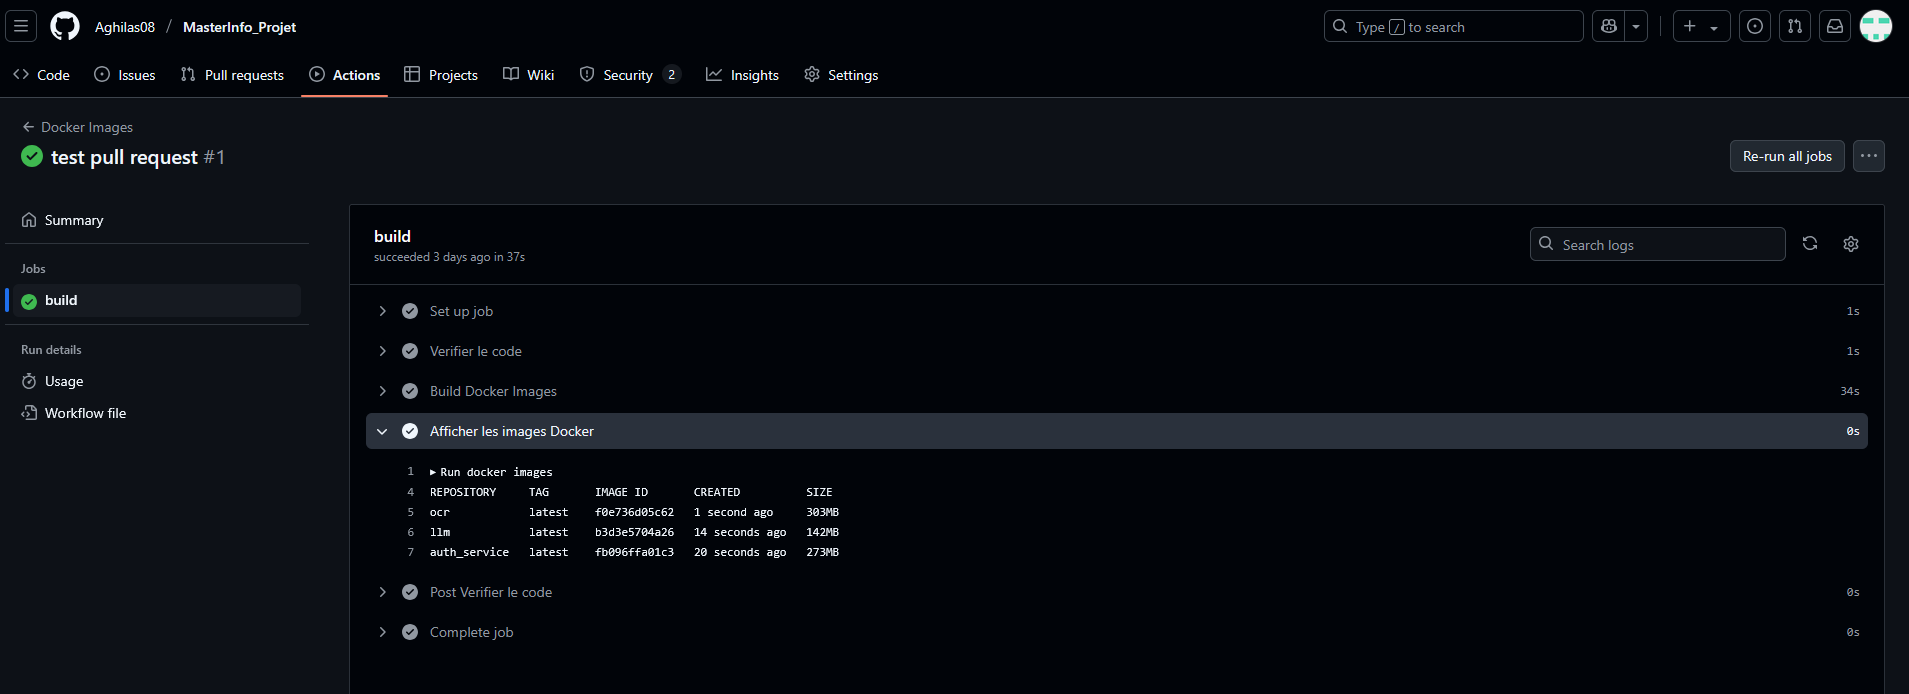 Aghilas08 / MasterInfo_Projet
Type / to search
Code Issues Pull requests Actions Projects Wiki Security 2 Insights Settings
Docker Images
test pull request #1
Re-run all jobs
Summary
Jobs
build
Run details
Usage
Workflow file
build
succeeded 3 days ago in 37s
Search logs
Set up job 1s
Verifier le code 1s
Build Docker Images 34s
Afficher les images Docker 0s
1 Run docker images
4 REPOSITORY TAG IMAGE ID CREATED SIZE
5 ocr latest f0e736d05c62 1 second ago 303MB
6 llm latest b3d3e5704a26 14 seconds ago 142MB
7 auth_service latest fb096ffa01c3 20 seconds ago 273MB
Post Verifier le code 0s
Complete job 0s